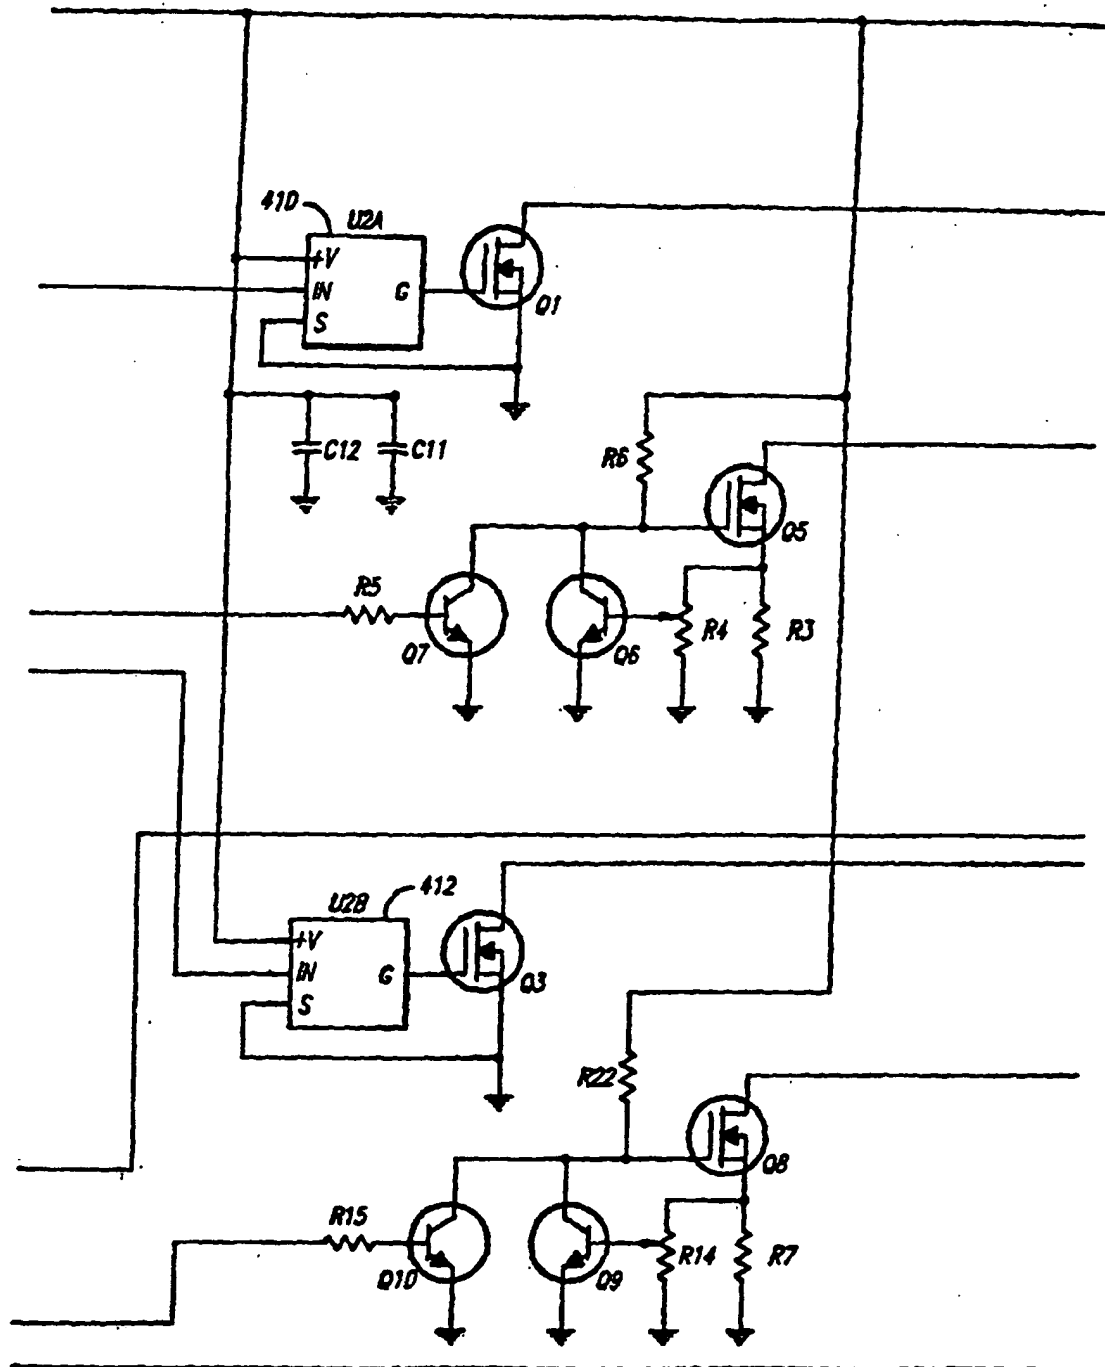 410
U2A
+V
IN G
S
Q1
C12 C11
R6
Q5
R5
Q7
Q6
R4 R3
U2B
412
+V
IN G
S
Q3
R22
Q8
R15
Q10
Q9
R14 R7